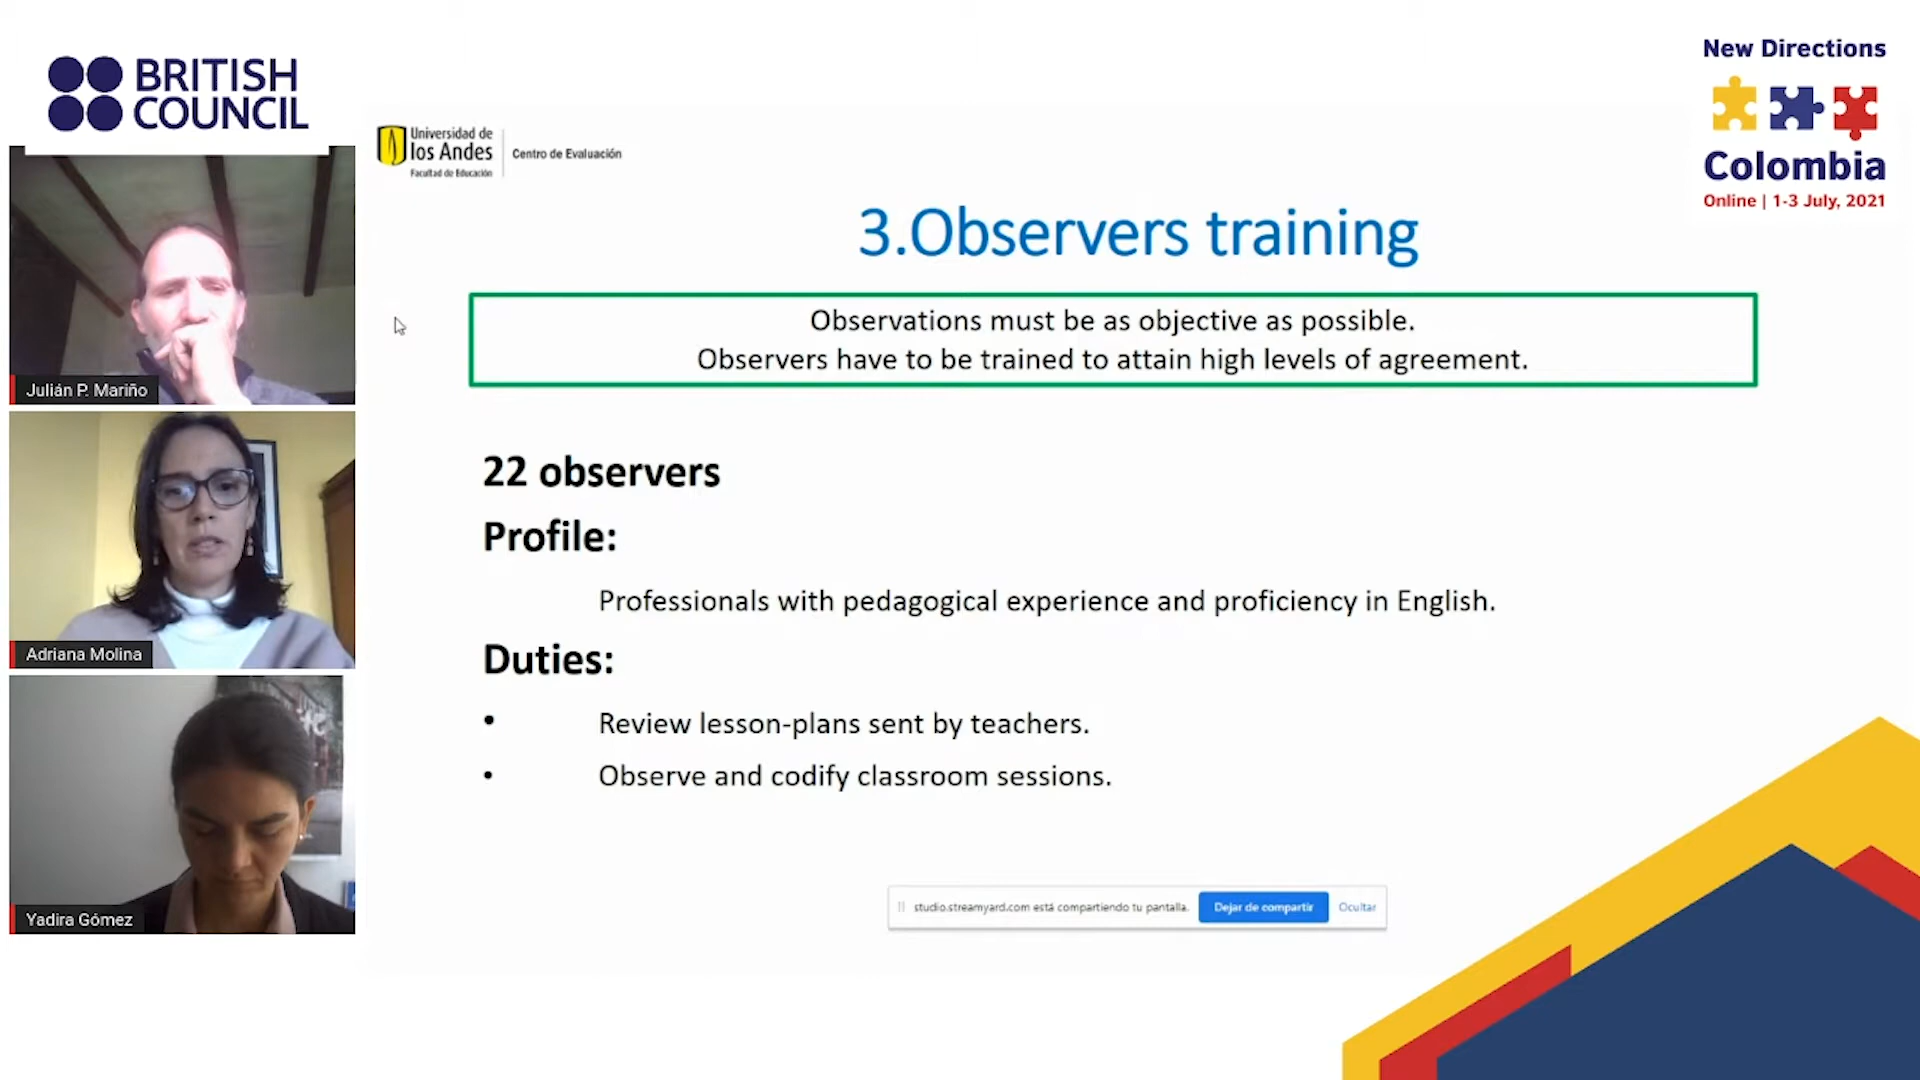 BRITISH
COUNCIL
New Directions
Colombia
Online | 1-3 July, 2021
Universidad de
los Andes
Facultad de Educación
Centro de Evaluación
3.Observers training
Observations must be as objective as possible.
Observers have to be trained to attain high levels of agreement.
22 observers
Profile:
Professionals with pedagogical experience and proficiency in English.
Duties:
• Review lesson-plans sent by teachers.
• Observe and codify classroom sessions.
Julián P. Mariño
Adriana Molina
Yadira Gómez
studio.streamyard.com está compartiendo tu pantalla.
Dejar de compartir
Ocultar